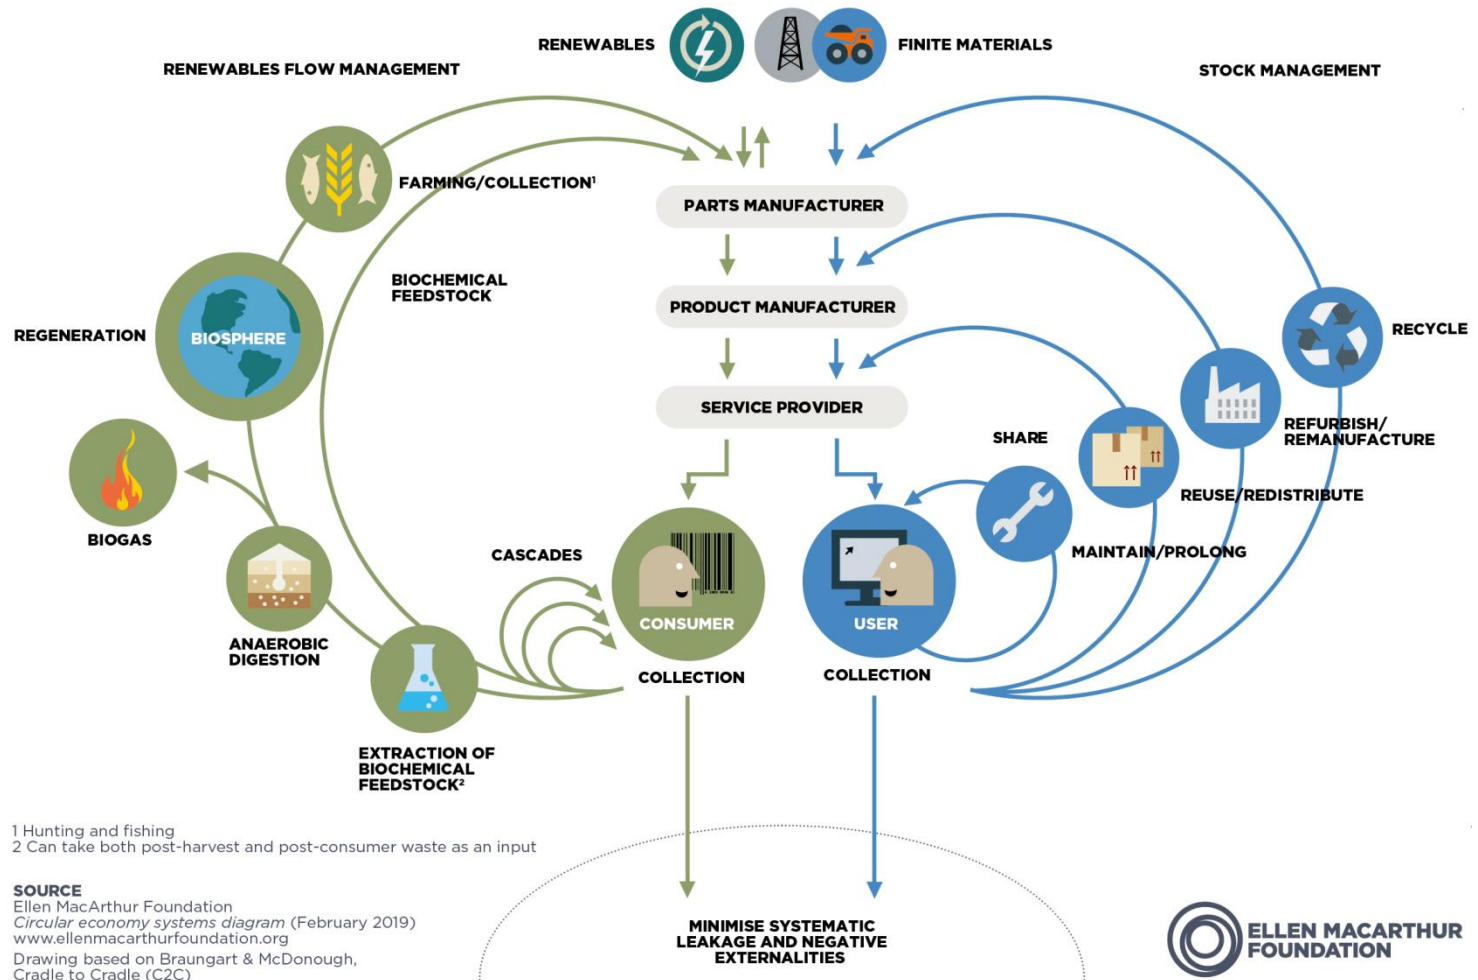 RENEWABLES
FINITE MATERIALS
RENEWABLES FLOW MANAGEMENT
STOCK MANAGEMENT
FARMING/COLLECTION¹
PARTS MANUFACTURER
BIOCHEMICAL
FEEDSTOCK
PRODUCT MANUFACTURER
REGENERATION
BIOSPHERE
RECYCLE
SERVICE PROVIDER
SHARE
REFURBISH/
REMANUFACTURE
REUSE/REDISTRIBUTE
BIOGAS
CASCADES
MAINTAIN/PROLONG
CONSUMER
USER
ANAEROBIC
DIGESTION
COLLECTION
COLLECTION
EXTRACTION OF
BIOCHEMICAL
FEEDSTOCK²
1 Hunting and fishing
2 Can take both post-harvest and post-consumer waste as an input
SOURCE
Ellen MacArthur Foundation
Circular economy systems diagram (February 2019)
www.ellenmacarthurfoundation.org
Drawing based on Braungart & McDonough,
Cradle to Cradle (C2C)
MINIMISE SYSTEMATIC
LEAKAGE AND NEGATIVE
EXTERNALITIES
ELLEN MACARTHUR
FOUNDATION